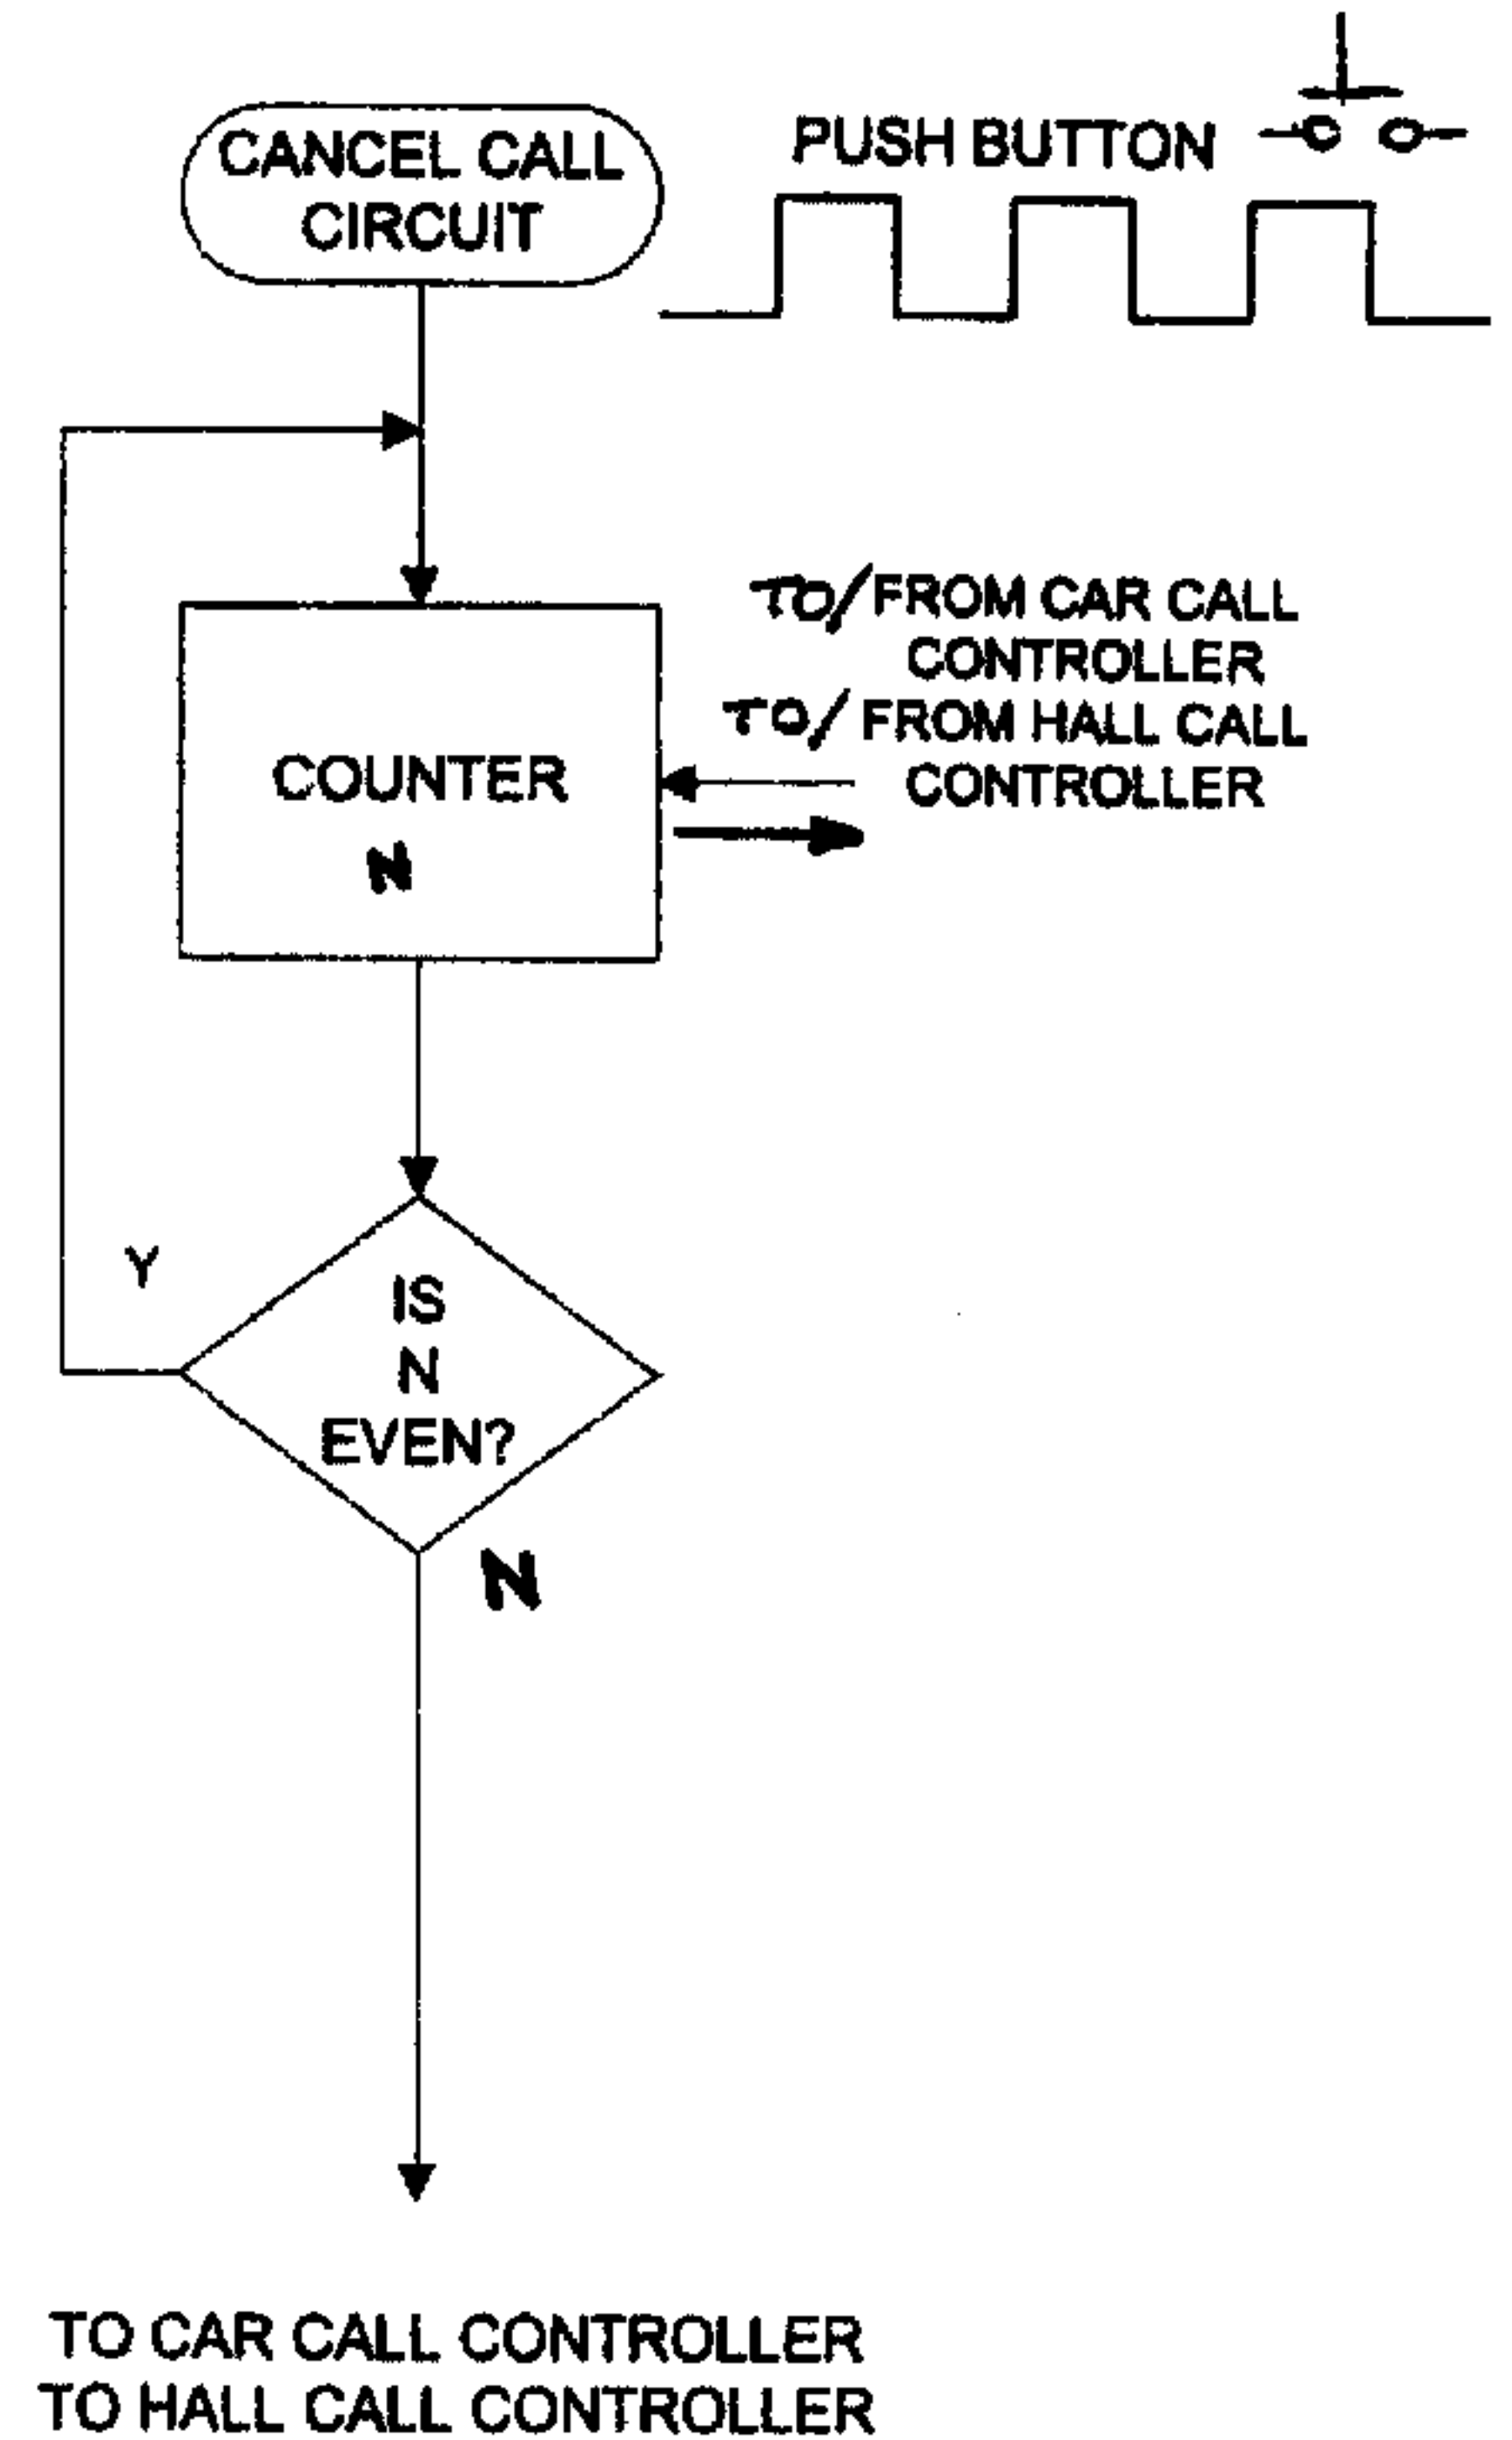 CANCEL CALL
CIRCUIT
PUSH BUTTON
TO/FROM CAR CALL
CONTROLLER
TO/FROM HALL CALL
CONTROLLER
COUNTER
N
Y
IS
N
EVEN?
N
TO CAR CALL CONTROLLER
TO HALL CALL CONTROLLER